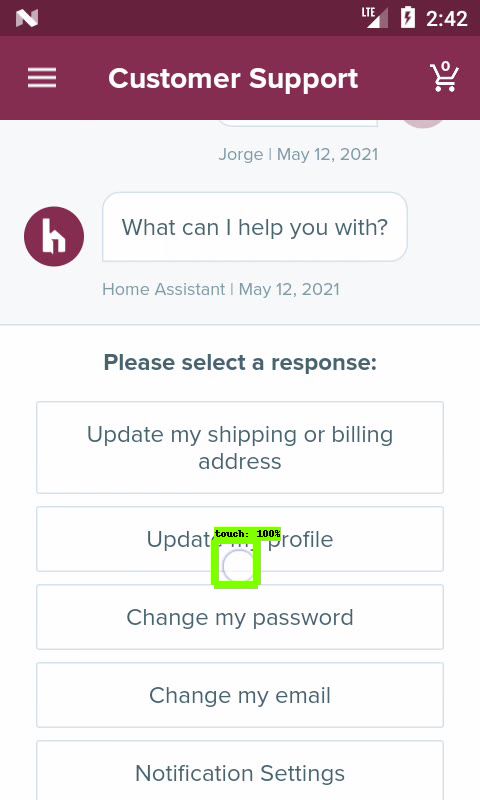 LTE 2:42
Customer Support
0
Jorge | May 12, 2021
h
What can I help you with?
Home Assistant | May 12, 2021
Please select a response:
Update my shipping or billing
address
touch: 100%
Update my profile
Change my password
Change my email
Notification Settings